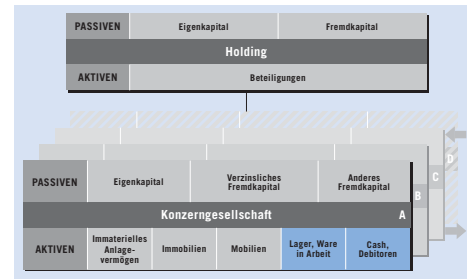 PASSIVEN Eigenkapital Fremdkapital
Holding
AKTIVEN Beteiligungen
D
C
B
PASSIVEN Eigenkapital Verzinsliches Fremdkapital Anderes Fremdkapital
Konzerngesellschaft A
AKTIVEN Immaterielles Anlage- vermögen Immobilien Mobilien Lager, Ware in Arbeit Cash, Debitoren